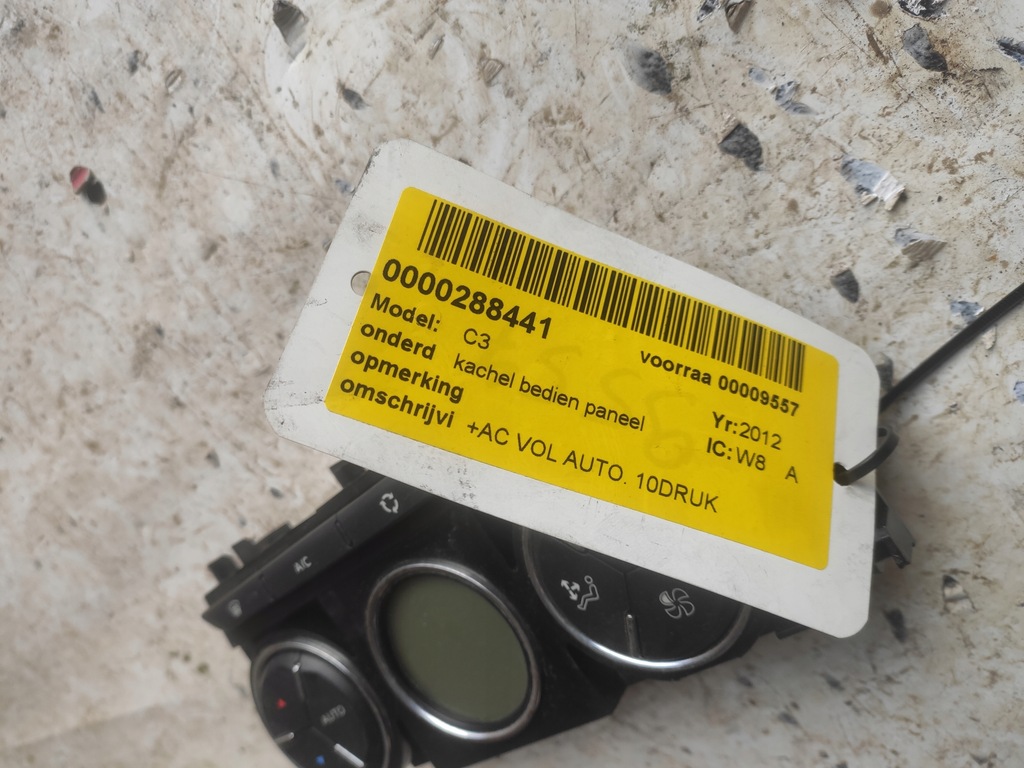 0000288441
voorraa 00009557
Model: C3
Yr:2012
onderd kachel bedien paneel
IC:W8 A
opmerking
omschrijvi +AC VOL AUTO. 10DRUK
A/C
AUTO